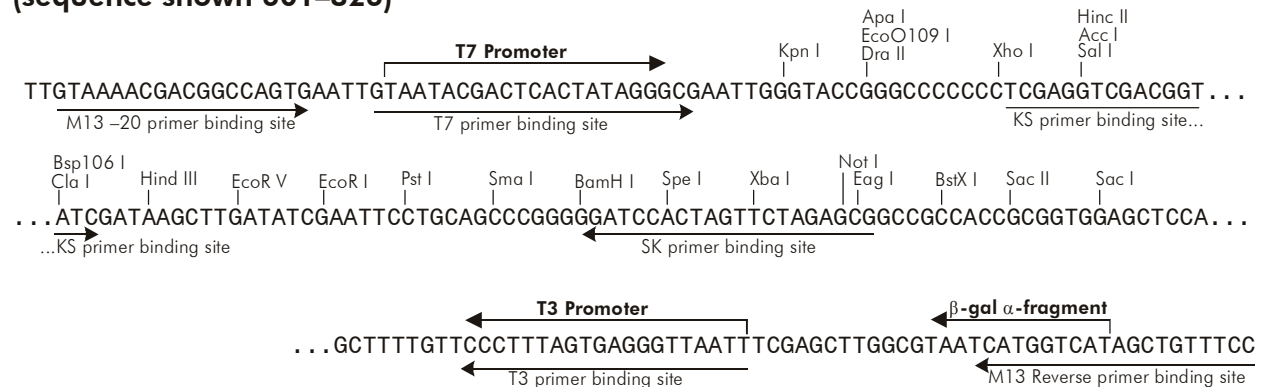 (sequence shown 601–826)
Apa I Hinc II
EcoO109 I Acc I
T7 Promoter Kpn I Dra II Xho I Sal I
TTGTAAAACGACGGCCAGTGAATTGTAATACGACTCACTATAGGGCGAATTGGGTACCGGGCCCCCCCTCGAGGTCGACGGT...
M13 –20 primer binding site T7 primer binding site KS primer binding site...
Bsp106 I Not I
Cla I Hind III EcoR V EcoR I Pst I Sma I BamH I Spe I Xba I Eag I BstX I Sac II Sac I
...ATCGATAAGCTTGATATCGAATTCCTGCAGCCCGGGGGATCCACTAGTTCTAGAGCGGCCGCCACCGCGGTGGAGCTCCA...
...KS primer binding site SK primer binding site
T3 Promoter β-gal α-fragment
...GCTTTTGTTCCCTTTAGTGAGGGTTAATTTCGAGCTTGGCGTAATCATGGTCATAGCTGTTTCC
T3 primer binding site M13 Reverse primer binding site